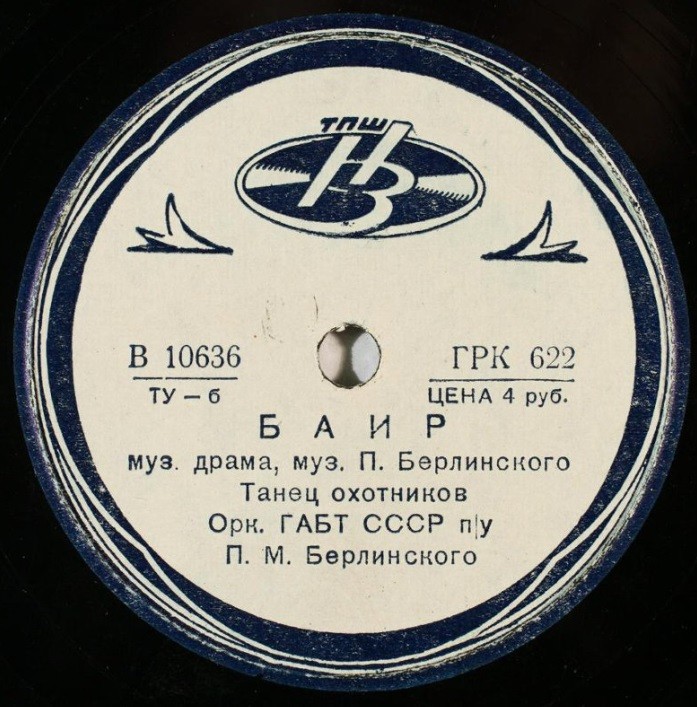 ТПШ
НЗ
В 10636
ТУ – б
ГРК 622
ЦЕНА 4 руб.
БАИР
муз. драма, муз. П. Берлинского
Танец охотников
Орк. ГАБТ СССР п/у
П. М. Берлинского